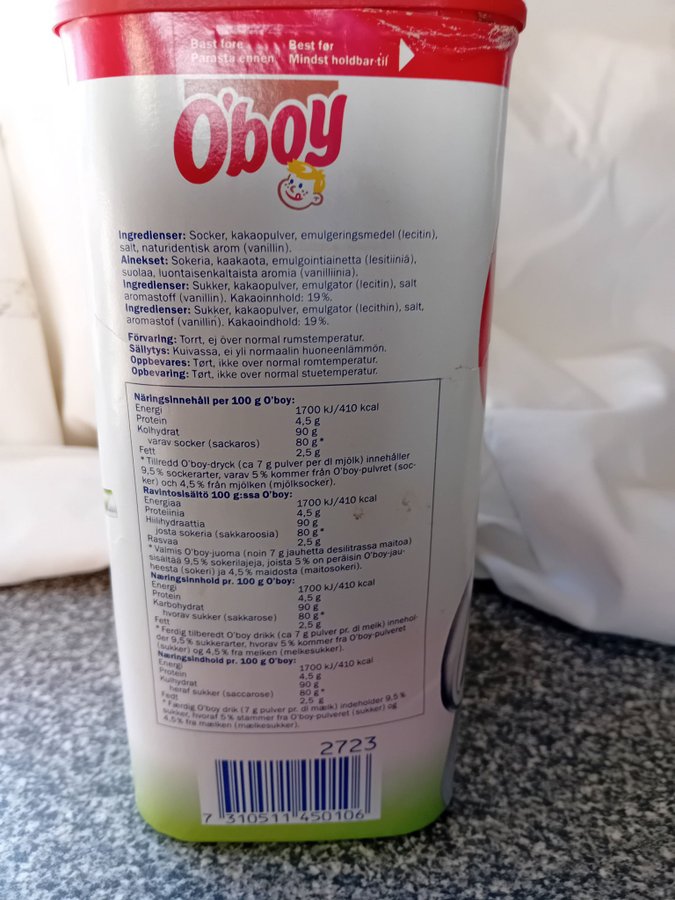 Bäst före Best før
Parasta ennen Mindst holdbar til
O'boy
Ingredienser: Socker, kakaopulver, emulgeringsmedel (lecitin),
salt, naturidentisk arom (vanillin).
Ainekset: Sokeria, kaakaota, emulgointiainetta (lesitiiniä),
suolaa, luontaisenkaltaista aromia (vanilliinia).
Ingredienser: Sukker, kakaopulver, emulgator (lecitin), salt
aromastoff (vanillin). Kakaoinnhold: 19%.
Ingredienser: Sukker, kakaopulver, emulgator (lecithin), salt,
aromastof (vanillin). Kakaoindhold: 19%.
Förvaring: Torrt, ej över normal rumstemperatur.
Säilytys: Kuivassa, ei yli normaalin huoneenlämmön.
Oppbevares: Tørt, ikke over normal romtemperatur.
Opbevaring: Tørt, ikke over normal stuetemperatur.
Näringsinnehåll per 100 g O'boy:
Energi 1700 kJ/410 kcal
Protein 4,5 g
Kolhydrat 90 g
varav socker (sackaros) 80 g*
Fett 2,5 g
* Tillredd O'boy-dryck (ca 7 g pulver per dl mjölk) innehåller
9,5% sockerarter, varav 5% kommer från O'boy-pulvret (soc-
ker) och 4,5% från mjölken (mjölksocker).
Ravintosisältö 100 g:ssa O'boy:
Energiaa 1700 kJ/410 kcal
Proteiinia 4,5 g
Hiilihydraattia 90 g
josta sokeria (sakkaroosia) 80 g*
Rasvaa 2,5 g
* Valmis O'boy-juoma (noin 7 g jauhetta desilitrassa maitoa)
sisältää 9,5% sokerilajeja, joista 5% on peräisin O'boy-jau-
heesta (sokeri) ja 4,5% maidosta (maitosokeri).
Næringsinnhold pr. 100 g O'boy:
Energi 1700 kJ/410 kcal
Protein 4,5 g
Karbohydrat 90 g
hvorav sukker (sakkarose) 80 g*
Fett 2,5 g
* Ferdig tilberedt O'boy drikk (ca 7 g pulver pr. dl melk) innehol-
der 9,5% sukkerarter, hvorav 5% kommer fra O'boy-pulveret
(sukker) og 4,5% fra melken (melkesukker).
Næringsindhold pr. 100 g O'boy:
Energi 1700 kJ/410 kcal
Protein 4,5 g
Kulhydrat 90 g
heraf sukker (saccarose) 80 g*
Fedt 2,5 g
* Færdig O'boy drik (7 g pulver pr. dl mælk) indeholder 9,5%
sukker, hvoraf 5% stammer fra O'boy-pulveret (sukker) og
4,5% fra mælken (mælkesukker).
2723
7 310511 450106